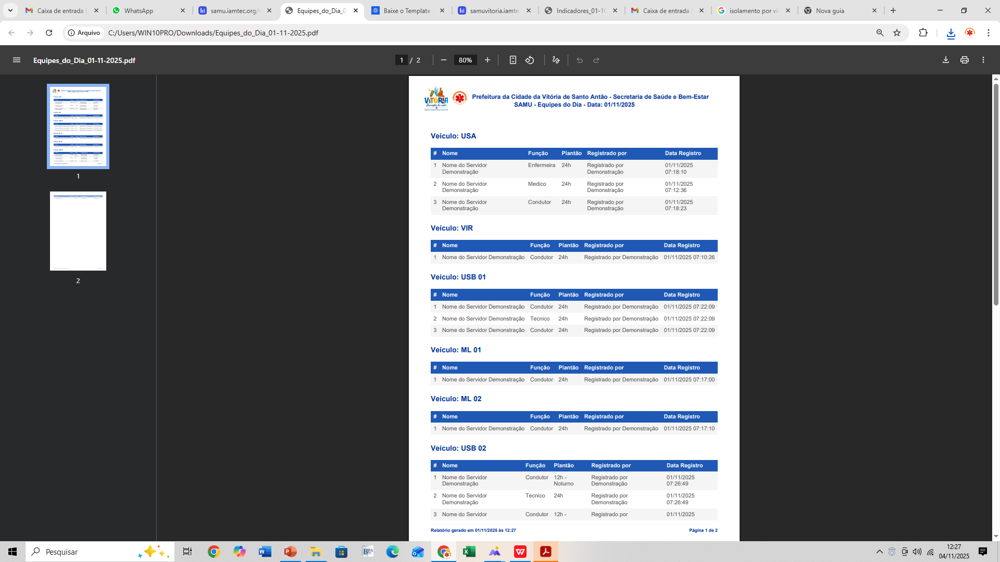 Caixa de entrada (
WhatsApp
samu.iamtec.org/
Equipes_do_Dia_0
Baixe o Template
samuvitoria.iamte
Indicadores_01-10
Caixa de entrada
isolamento por vi
Nova guia
Arquivo
C:/Users/WIN10PRO/Downloads/Equipes_do_Dia_01-11-2025.pdf
Equipes_do_Dia_01-11-2025.pdf
1 / 2
80%
1
2
VITÓRIA
Prefeitura da Cidade da Vitória de Santo Antão - Secretaria de Saúde e Bem-Estar
SAMU - Equipes do Dia - Data: 01/11/2025
Veículo: USA
# Nome Função Plantão Registrado por Data Registro
1 Nome do Servidor Enfermeira 24h Registrado por 01/11/2025
Demonstração Demonstração 07:18:10
2 Nome do Servidor Medico 24h Registrado por 01/11/2025
Demonstração Demonstração 07:12:36
3 Nome do Servidor Condutor 24h Registrado por 01/11/2025
Demonstração Demonstração 07:18:23
Veículo: VIR
# Nome Função Plantão Registrado por Data Registro
1 Nome do Servidor Demonstração Condutor 24h Registrado por Demonstração 01/11/2025 07:10:26
Veículo: USB 01
# Nome Função Plantão Registrado por Data Registro
1 Nome do Servidor Demonstração Condutor 24h Registrado por Demonstração 01/11/2025 07:22:09
2 Nome do Servidor Demonstração Tecnico 24h Registrado por Demonstração 01/11/2025 07:22:09
3 Nome do Servidor Demonstração Condutor 24h Registrado por Demonstração 01/11/2025 07:22:09
Veículo: ML 01
# Nome Função Plantão Registrado por Data Registro
1 Nome do Servidor Demonstração Condutor 24h Registrado por Demonstração 01/11/2025 07:17:00
Veículo: ML 02
# Nome Função Plantão Registrado por Data Registro
1 Nome do Servidor Demonstração Condutor 24h Registrado por Demonstração 01/11/2025 07:17:10
Veículo: USB 02
# Nome Função Plantão Registrado por Data Registro
1 Nome do Servidor Condutor 12h - Registrado por 01/11/2025
Demonstração Noturno Demonstração 07:26:49
2 Nome do Servidor Tecnico 24h Registrado por 01/11/2025
Demonstração Demonstração 07:26:49
3 Nome do Servidor Condutor 12h - Registrado por 01/11/2025
Relatório gerado em 01/11/2025 às 12:27 Página 1 de 2
Pesquisar
12:27
04/11/2025